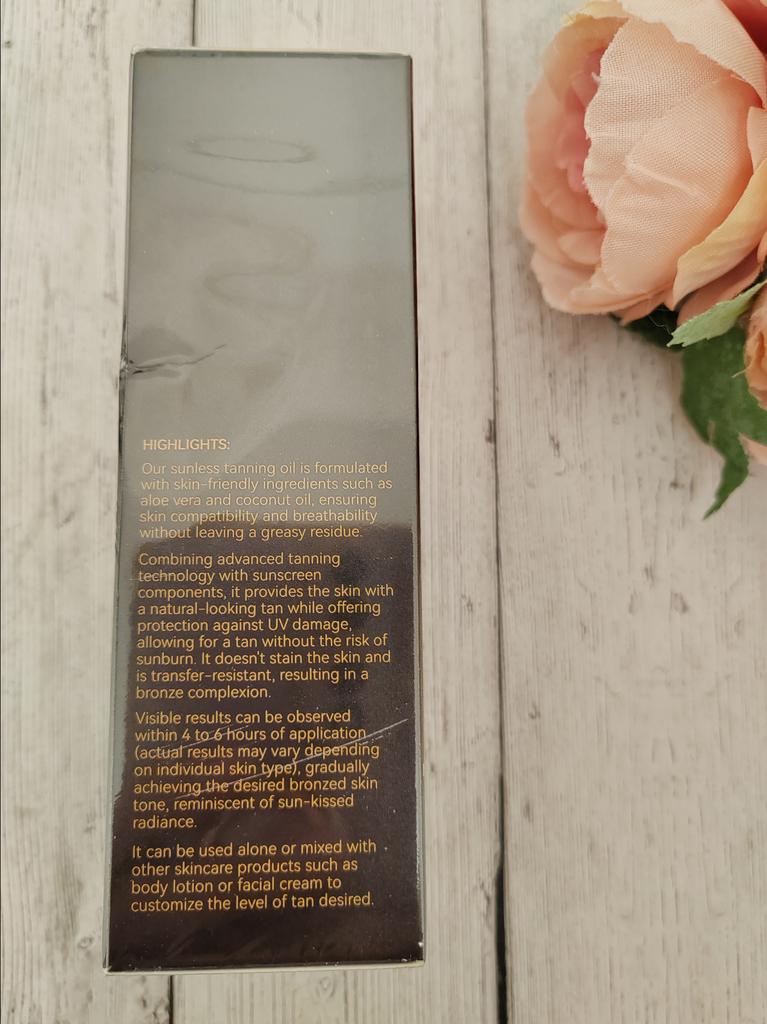 HIGHLIGHTS:
Our sunless tanning oil is formulated
with skin-friendly ingredients such as
aloe vera and coconut oil, ensuring
skin compatibility and breathability
without leaving a greasy residue.
Combining advanced tanning
technology with sunscreen
components, it provides the skin with
a natural-looking tan while offering
protection against UV damage,
allowing for a tan without the risk of
sunburn. It doesn't stain the skin and
is transfer-resistant, resulting in a
bronze complexion.
Visible results can be observed
within 4 to 6 hours of application
(actual results may vary depending
on individual skin type), gradually
achieving the desired bronzed skin
tone, reminiscent of sun-kissed
radiance.
It can be used alone or mixed with
other skincare products such as
body lotion or facial cream to
customize the level of tan desired.